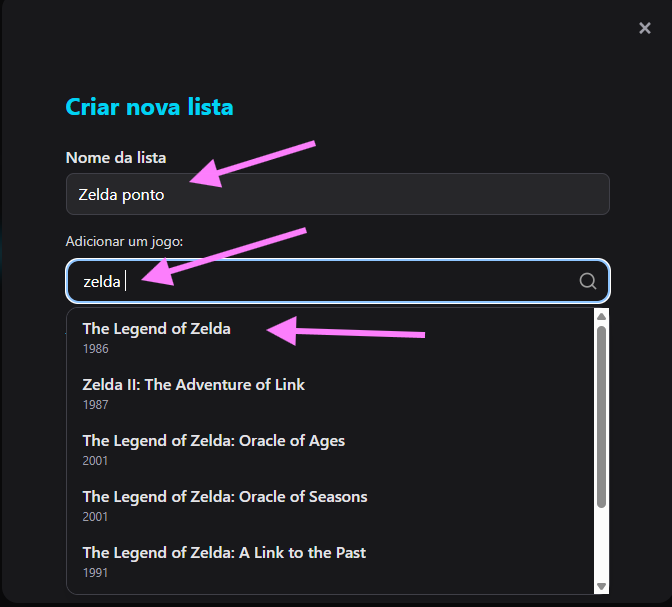 Criar nova lista
Nome da lista
Zelda ponto
Adicionar um jogo:
zelda
The Legend of Zelda
1986
Zelda II: The Adventure of Link
1987
The Legend of Zelda: Oracle of Ages
2001
The Legend of Zelda: Oracle of Seasons
2001
The Legend of Zelda: A Link to the Past
1991